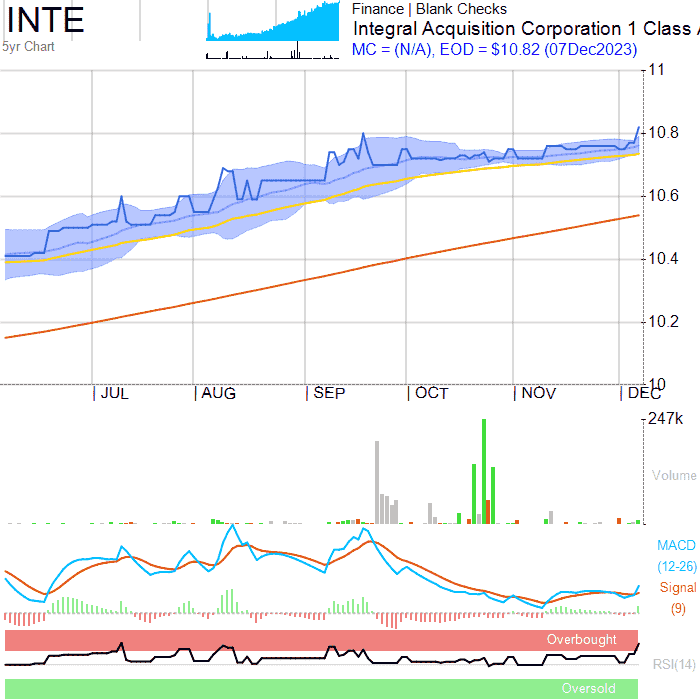 INTE
5yr Chart
Finance | Blank Checks
Integral Acquisition Corporation 1 Class A
MC = (N/A), EOD = $10.82 (07Dec2023)
11
10.8
10.6
10.4
10.2
10
JUL AUG SEP OCT NOV DEC
247k
Volume
MACD
(12-26)
Signal
(9)
Overbought
RSI(14)
Oversold